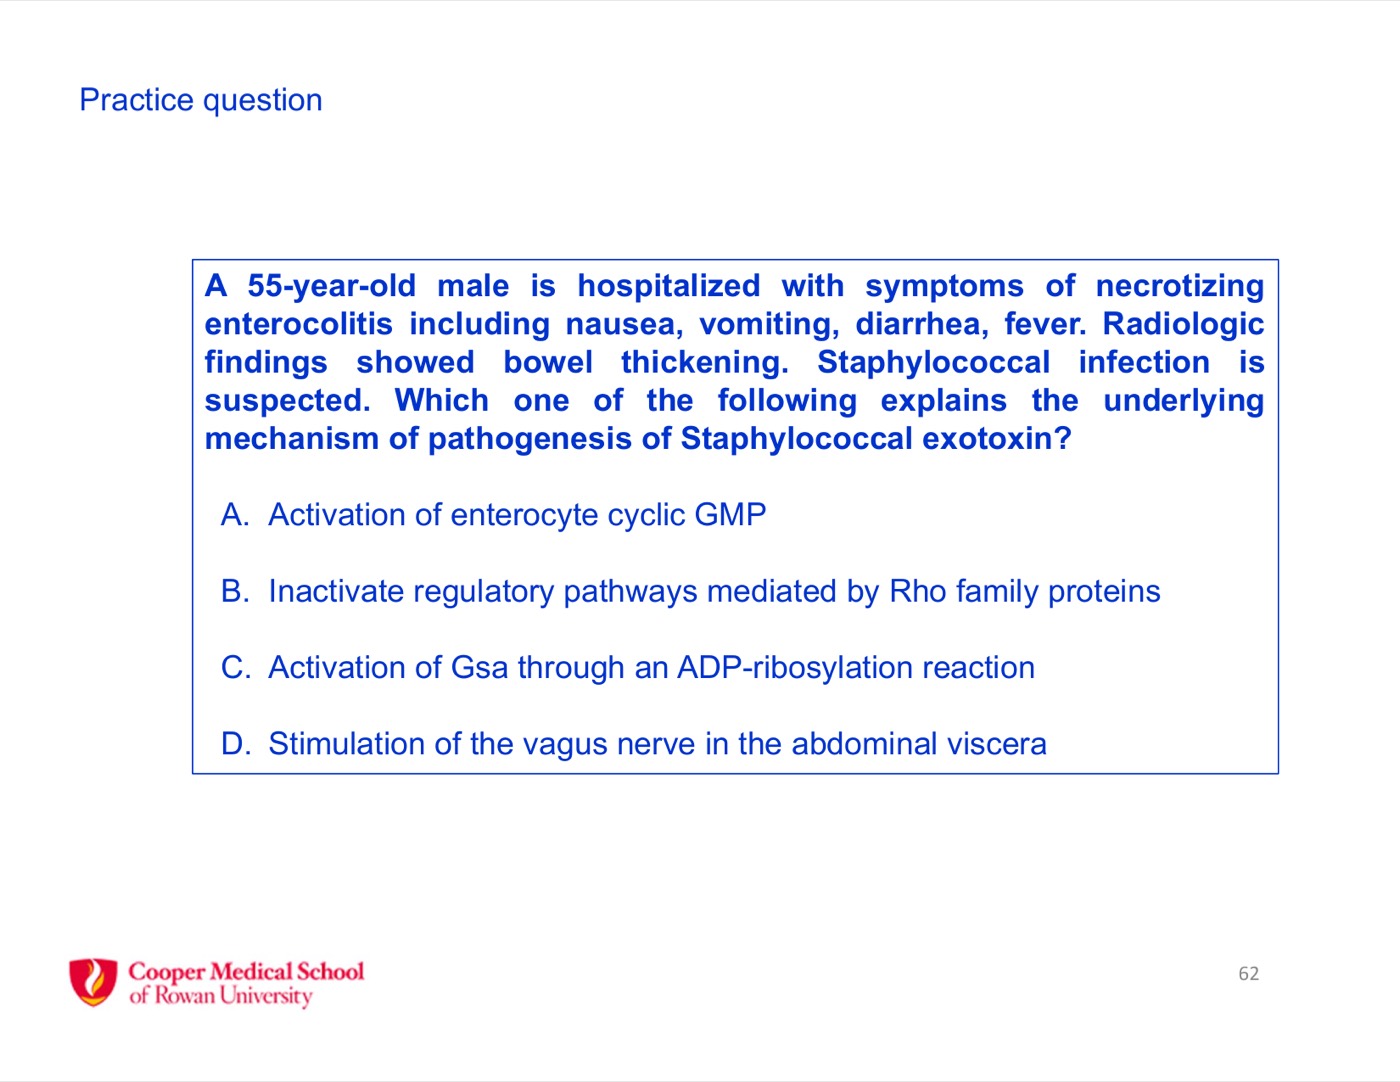 Practice question
A 55-year-old male is hospitalized with symptoms of necrotizing
enterocolitis including nausea, vomiting, diarrhea, fever. Radiologic
findings showed bowel thickening. Staphylococcal infection is
suspected. Which one of the following explains the underlying
mechanism of pathogenesis of Staphylococcal exotoxin?
A. Activation of enterocyte cyclic GMP
B. Inactivate regulatory pathways mediated by Rho family proteins
C. Activation of Gsa through an ADP-ribosylation reaction
D. Stimulation of the vagus nerve in the abdominal viscera
Cooper Medical School
of Rowan University
62